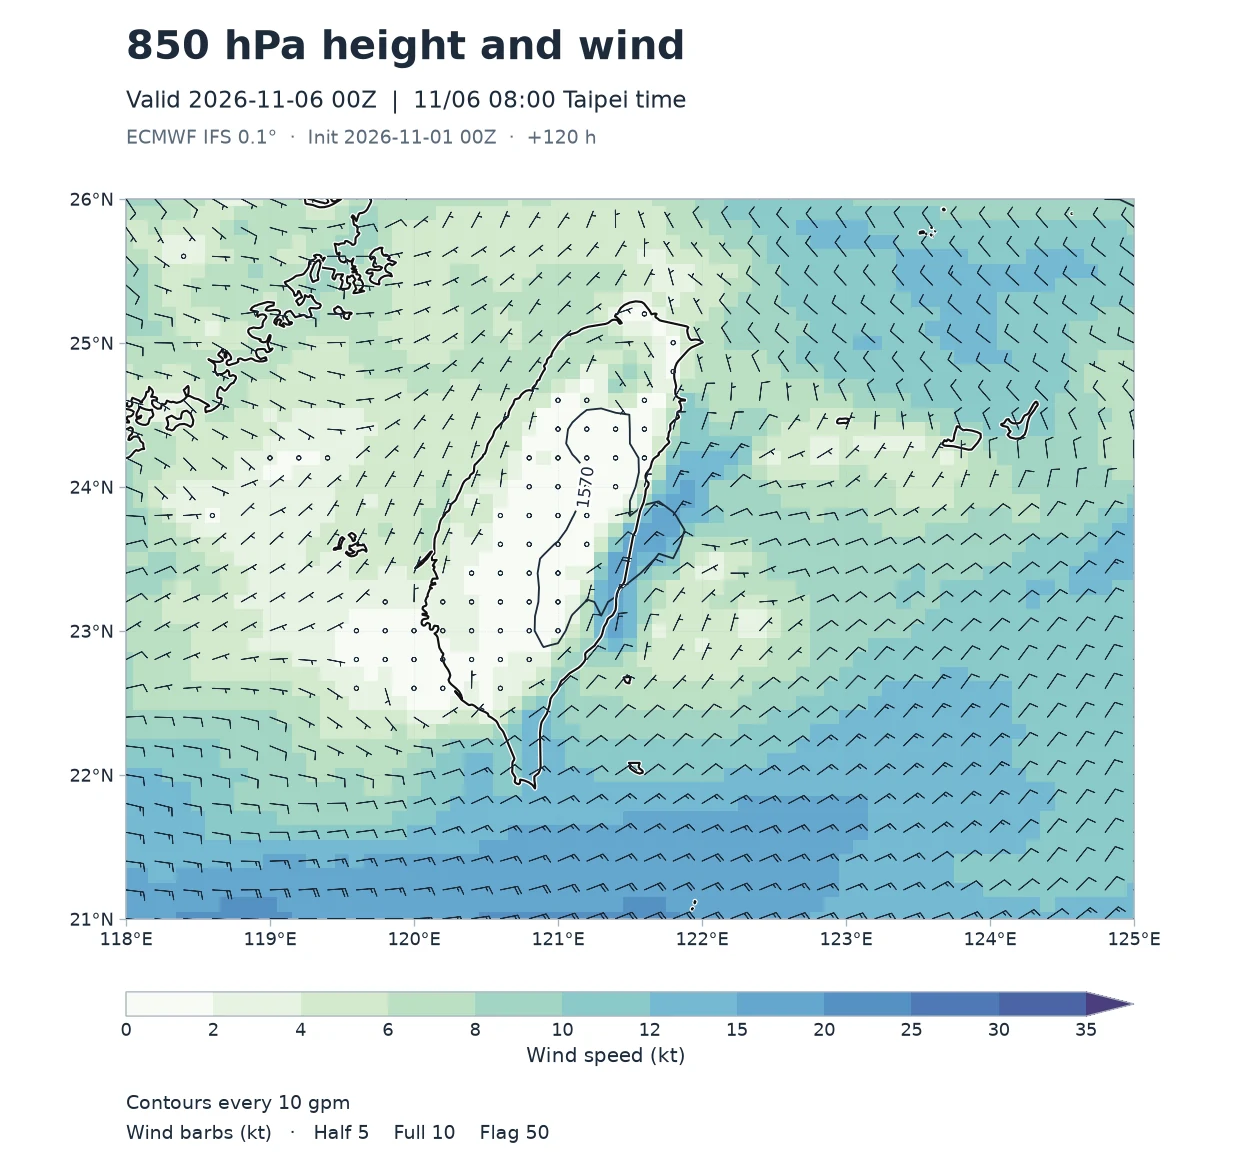 850 hPa height and wind
Valid 2026-11-06 00Z | 11/06 08:00 Taipei time
ECMWF IFS 0.1° · Init 2026-11-01 00Z · +120 h
26°N
25°N
24°N
23°N
22°N
21°N
1570
118°E 119°E 120°E 121°E 122°E 123°E 124°E 125°E
0 2 4 6 8 10 12 15 20 25 30 35
Wind speed (kt)
Contours every 10 gpm
Wind barbs (kt) · Half 5 Full 10 Flag 50